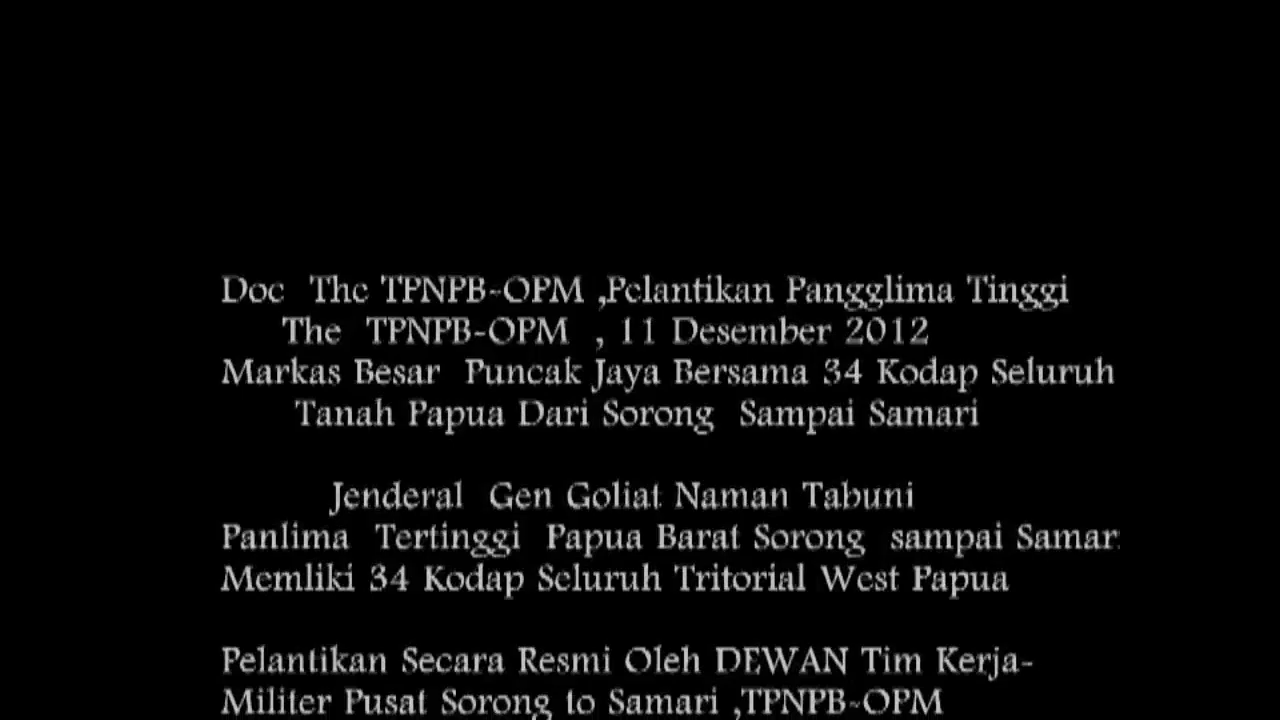 Doc The TPNPB-OPM ,Pelantikan Pangglima Tinggi
The TPNPB-OPM , 11 Desember 2012
Markas Besar Puncak Jaya Bersama 34 Kodap Seluruh
Tanah Papua Dari Sorong Sampai Samari
Jenderal Gen Goliat Naman Tabuni
Panlima Tertinggi Papua Barat Sorong sampai Samar
Memliki 34 Kodap Seluruh Tritorial West Papua
Pelantikan Secara Resmi Oleh DEWAN Tim Kerja-
Militer Pusat Sorong to Samari ,TPNPB-OPM